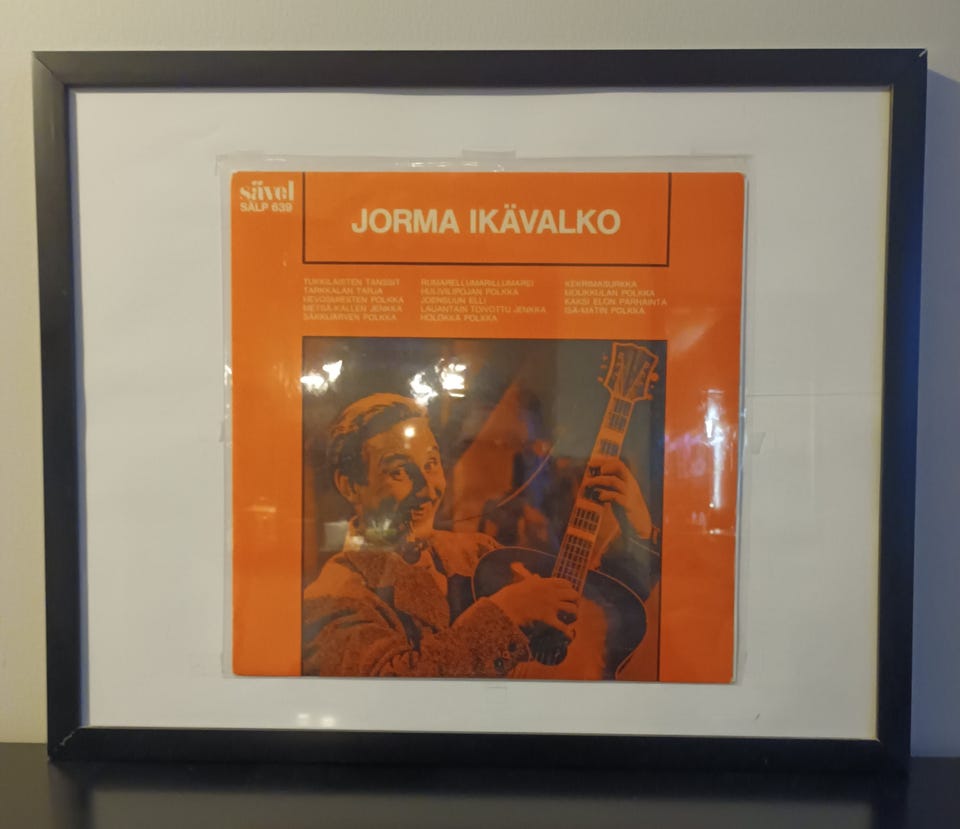 sävel
SÄLP 639
JORMA IKÄVALKO
TUKKILAISTEN TANSSIT
TARKKALAN TARJA
HEVOSMIESTEN POLKKA
METSÄ-KALLEN JENKKA
SÄKKIJÄRVEN POLKKA
RUMARELLUMARILLUMAREI
HULIVILIPOJAN POLKKA
JOENSUUN ELLI
LAUANTAIN TOIVOTTU JENKKA
HOLOKKA POLKKA
KEKRIMASURKKA
MOUKKULAN POLKKA
KAKSI ELON PARHAINTA
ISÄ-MATIN POLKKA